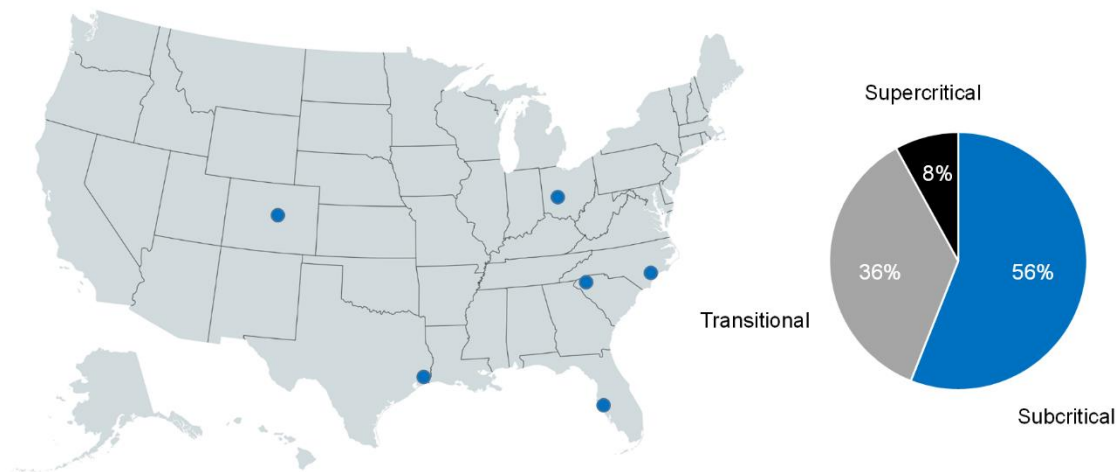 Supercritical
8%
36%
56%
Transitional
Subcritical